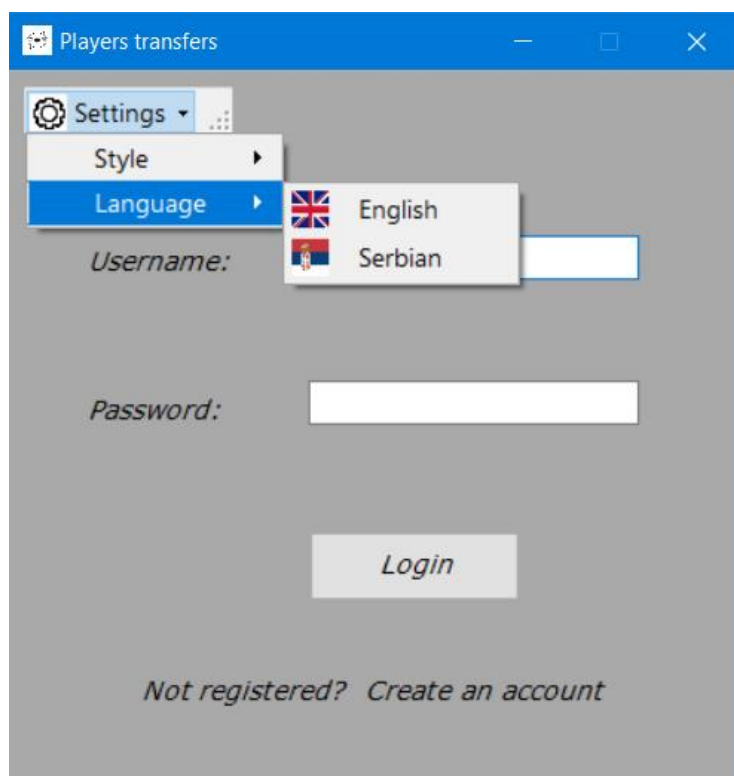 Players transfers
Settings
Style
Language
English
Serbian
Username:
Password:
Login
Not registered? Create an account